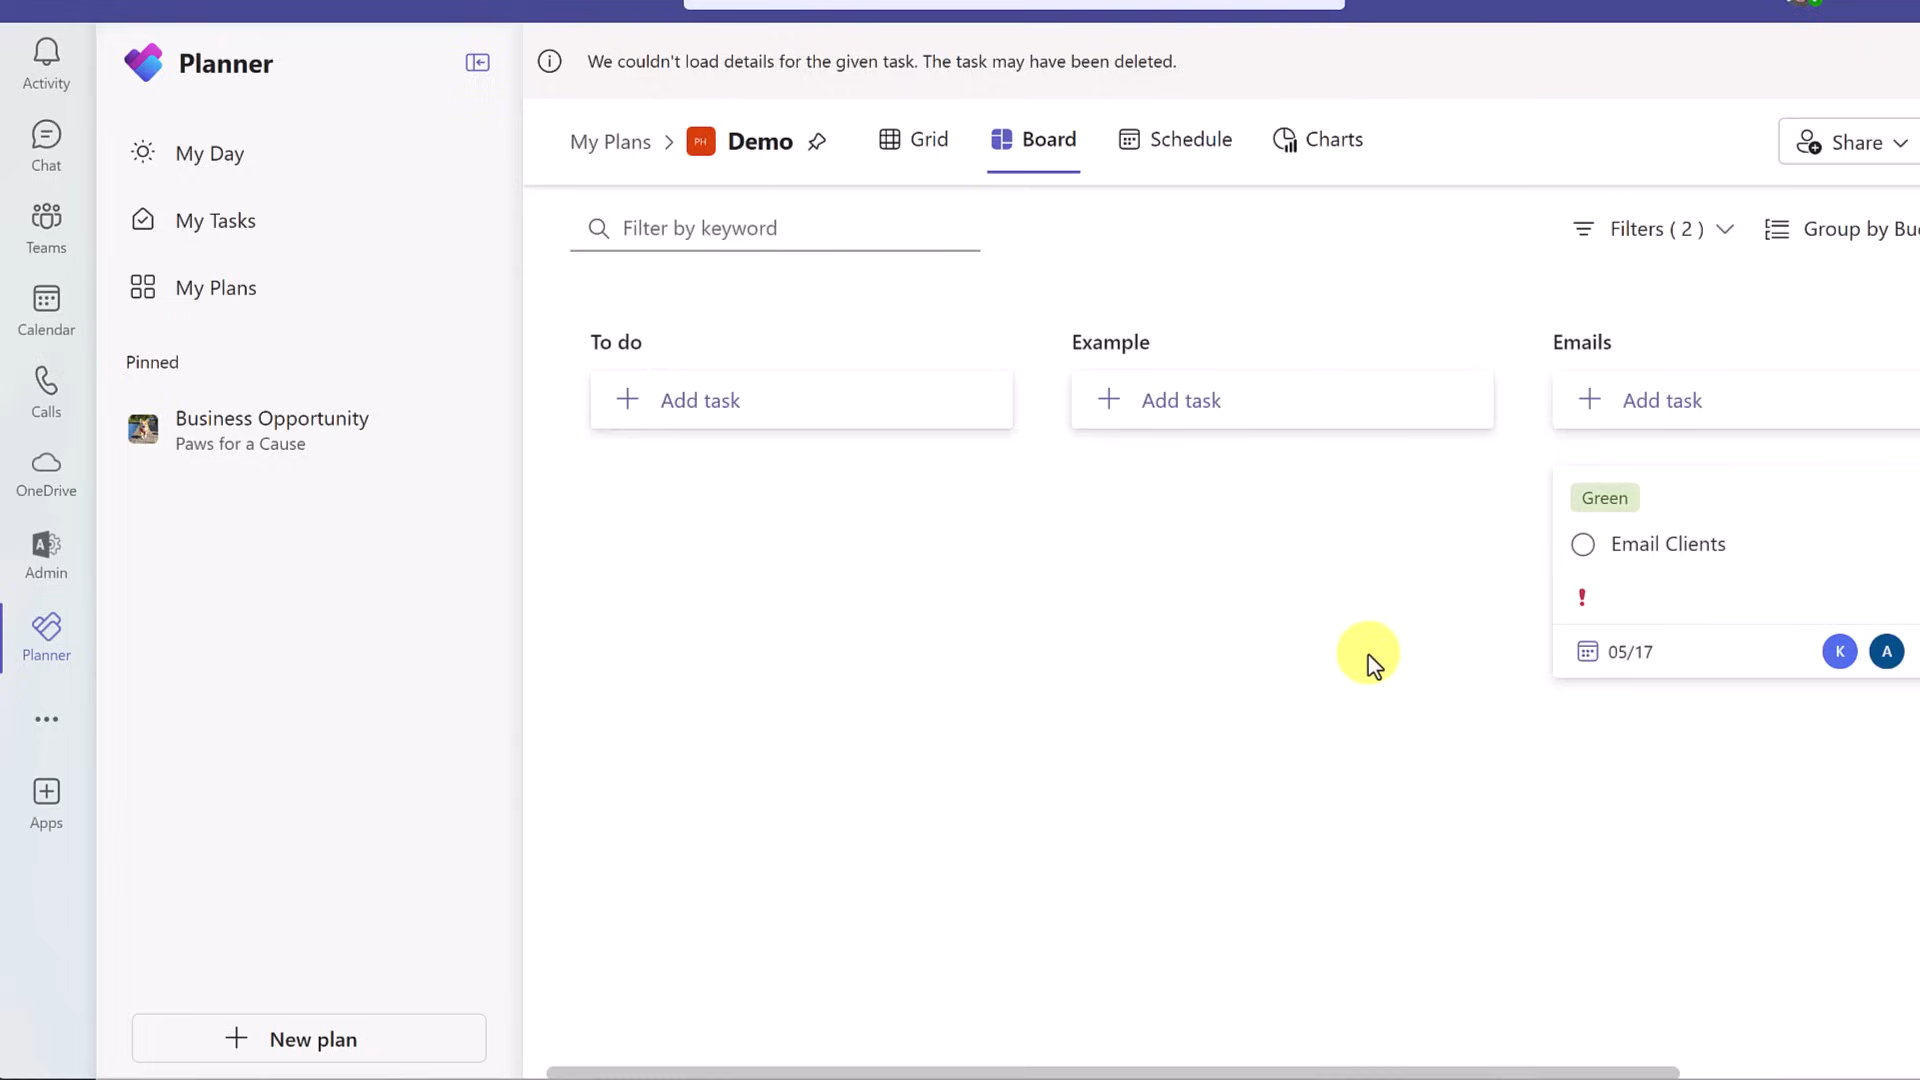 Activity
Chat
Teams
Calendar
Calls
OneDrive
Admin
Planner
Apps
Planner
My Day
My Tasks
My Plans
Pinned
Business Opportunity
Paws for a Cause
New plan
We couldn't load details for the given task. The task may have been deleted.
My Plans > PH Demo
Grid
Board
Schedule
Charts
Share
Filter by keyword
Filters ( 2 )
Group by Buc
To do
Add task
Example
Add task
Emails
Add task
Green
Email Clients
05/17
K
A